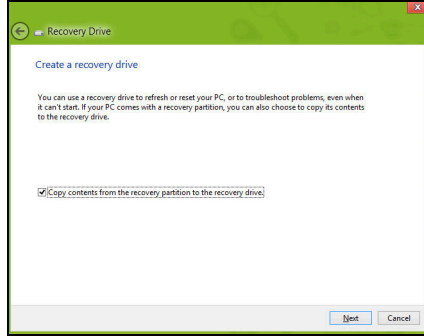 Recovery Drive
Create a recovery drive
You can use a recovery drive to refresh or reset your PC, or to troubleshoot problems, even when
it can't start. If your PC comes with a recovery partition, you can also choose to copy its contents
to the recovery drive.
Copy contents from the recovery partition to the recovery drive.
Next Cancel